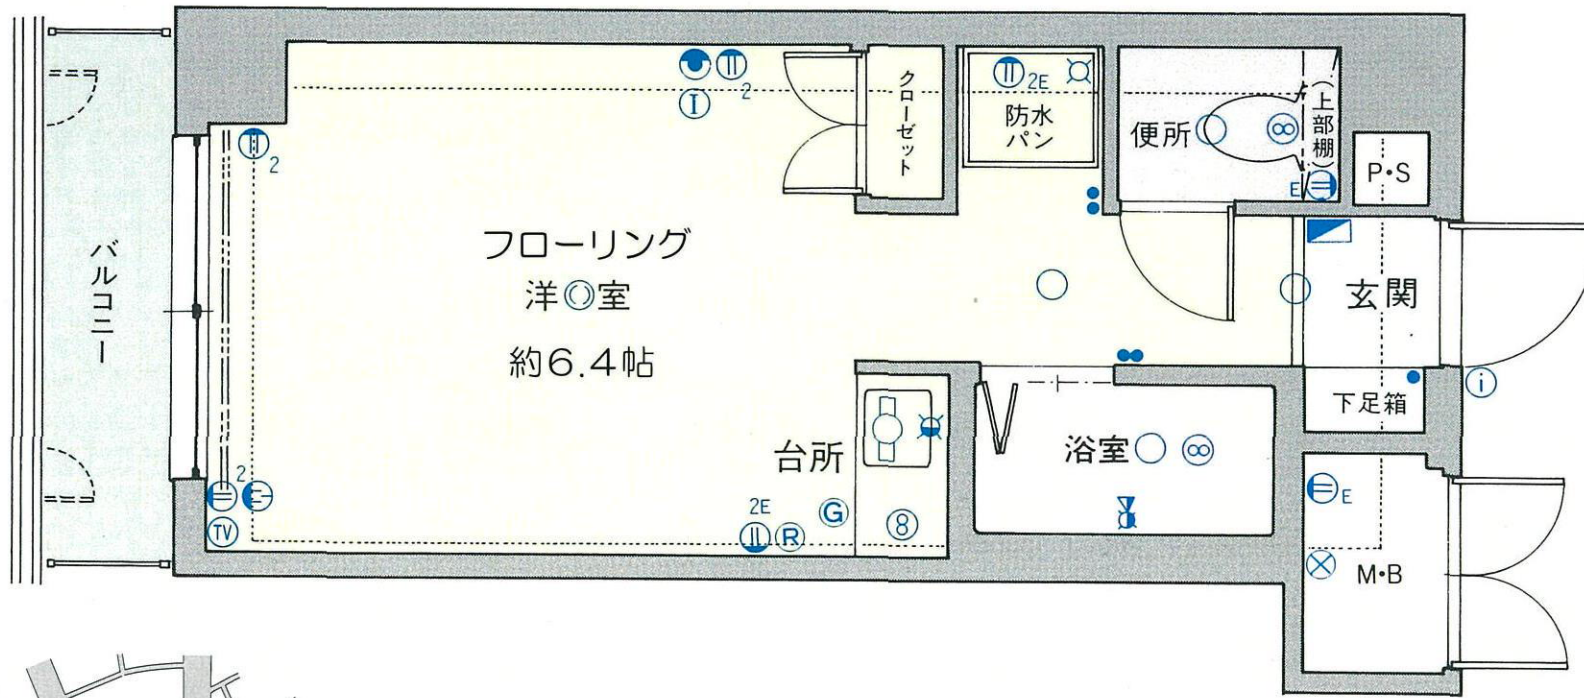 クローゼット
2
I
2E
防水
パン
便所
∞
(上部棚)
E
P・S
2
バルコニー
フローリング
洋室
約6.4帖
玄関
下足箱
i
台所
浴室
∞
2
TV
2E
R
G
8
E
M・B